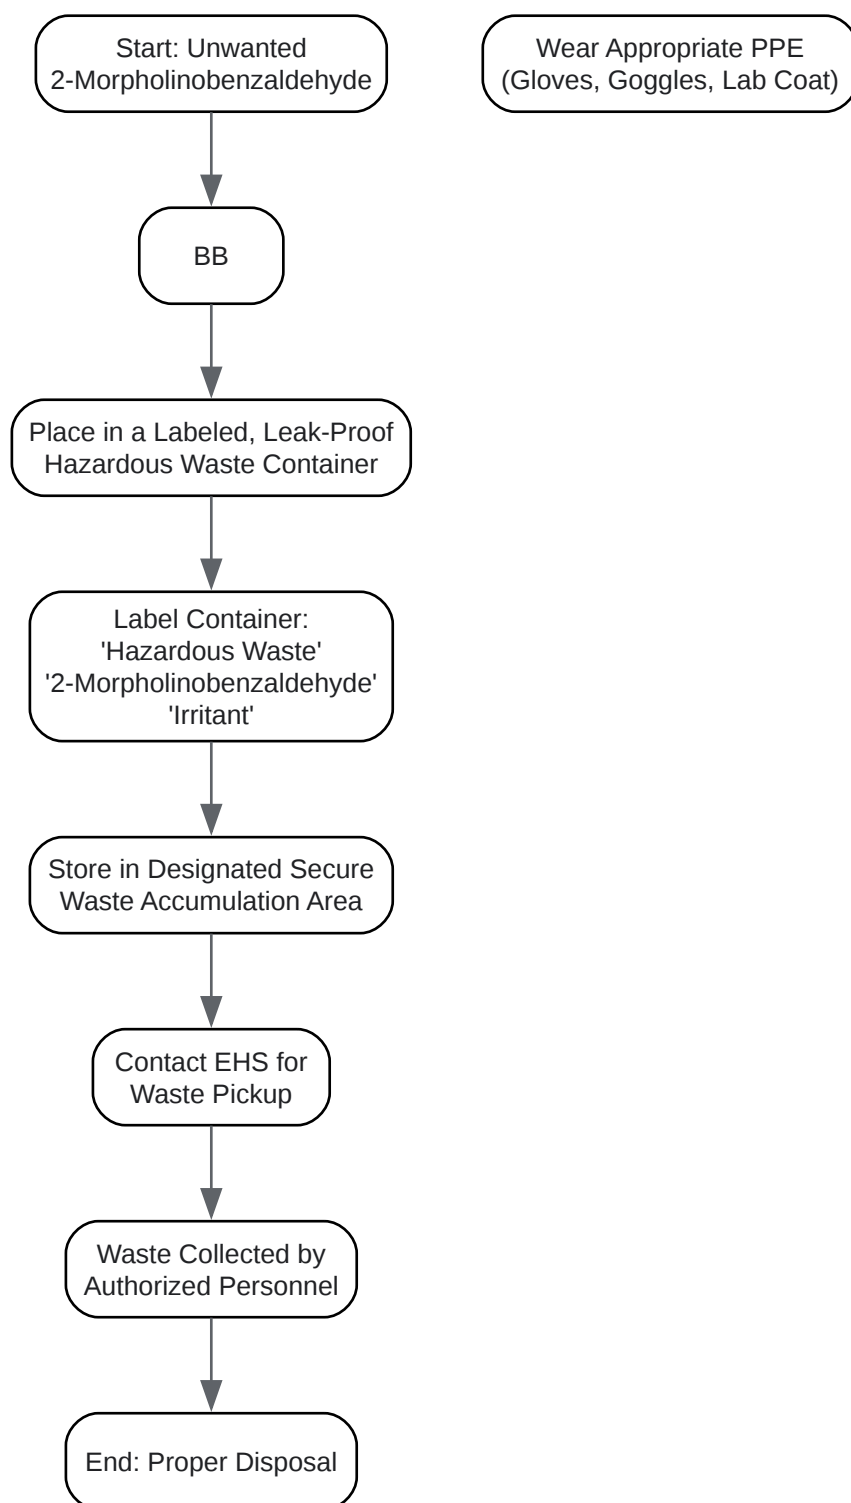 Start: Unwanted
2-Morpholinobenzaldehyde
Wear Appropriate PPE
(Gloves, Goggles, Lab Coat)
BB
Place in a Labeled, Leak-Proof
Hazardous Waste Container
Label Container:
'Hazardous Waste'
'2-Morpholinobenzaldehyde'
'Irritant'
Store in Designated Secure
Waste Accumulation Area
Contact EHS for
Waste Pickup
Waste Collected by
Authorized Personnel
End: Proper Disposal